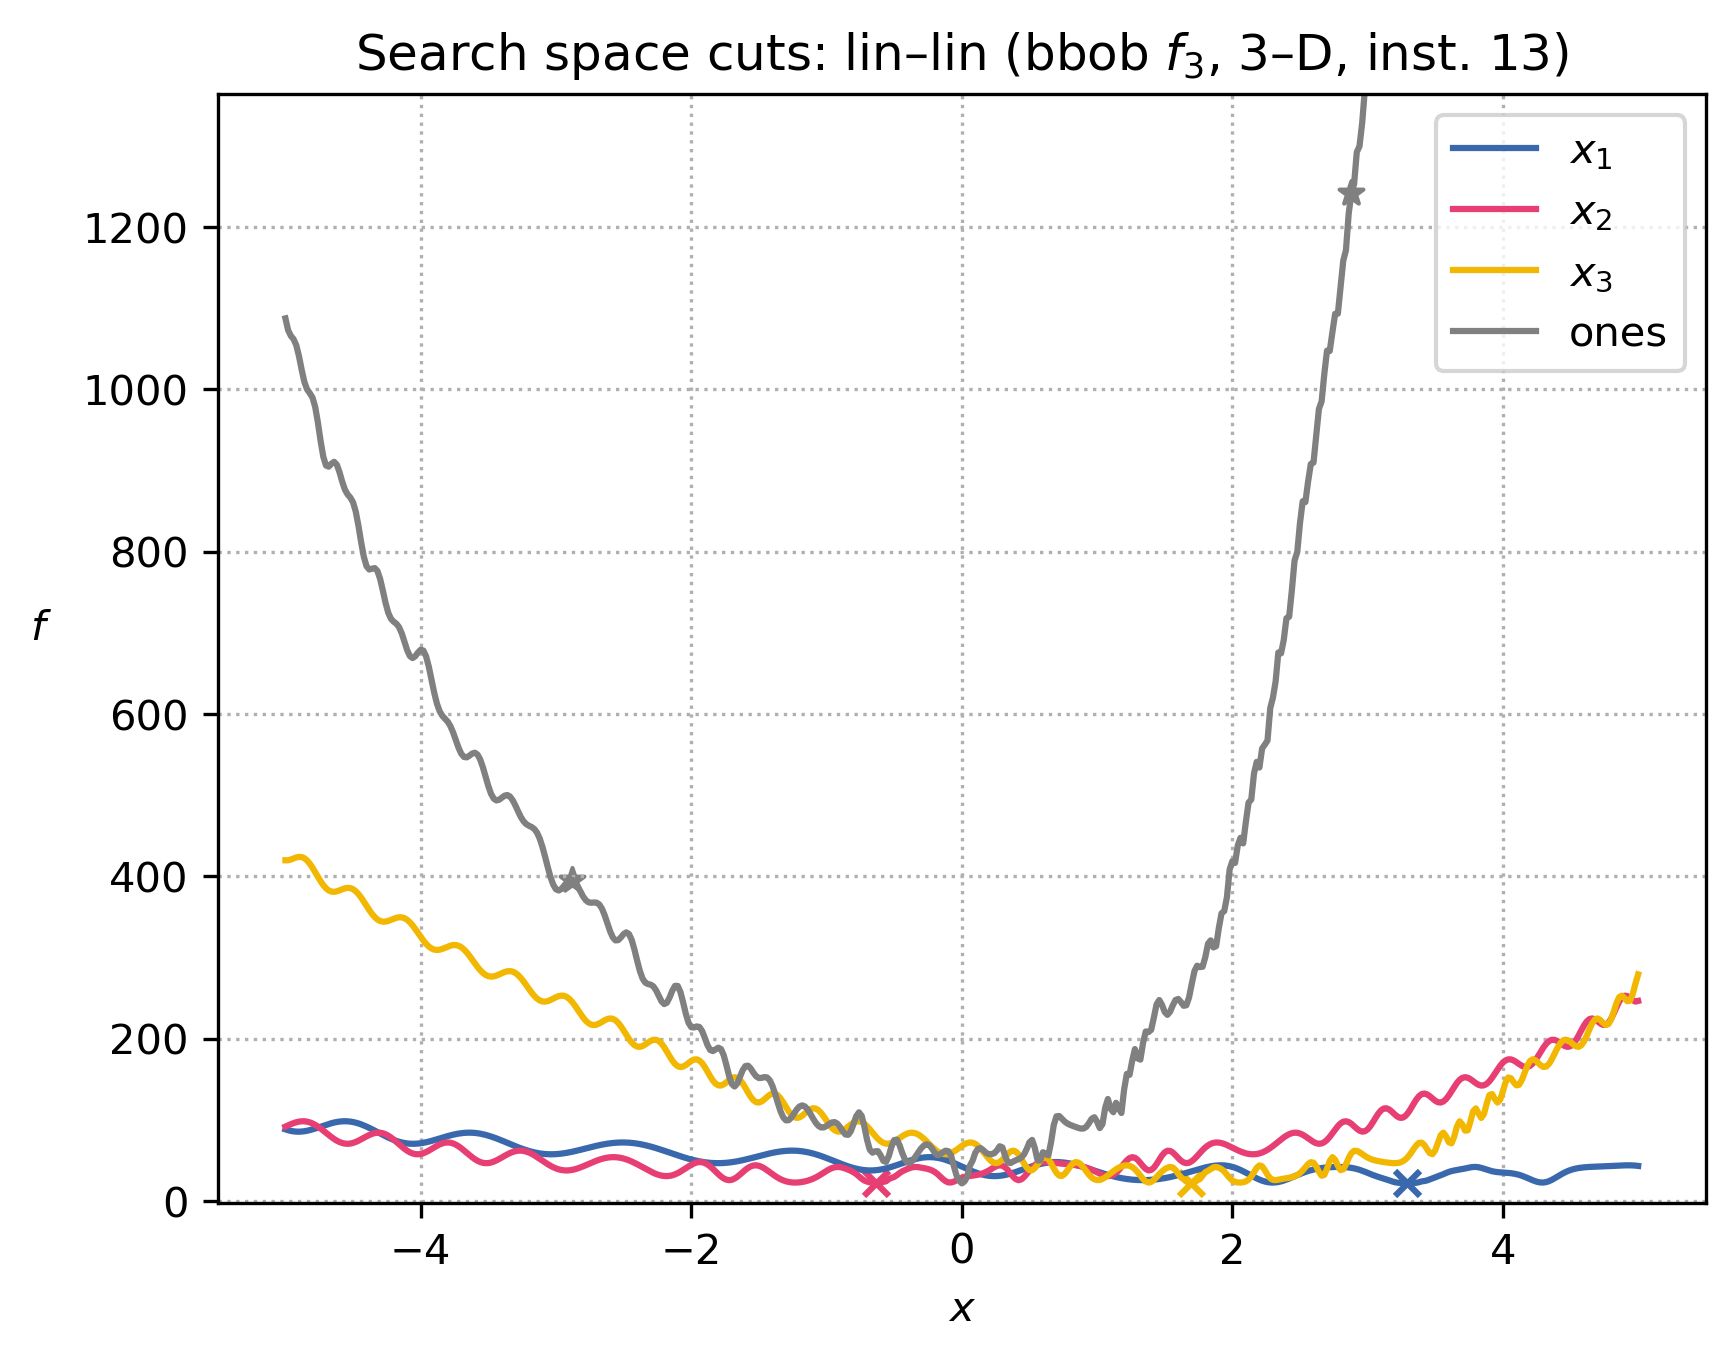 Search space cuts: lin–lin (bbob f₃, 3–D, inst. 13)
x₁
x₂
x₃
ones
1200
1000
800
600
400
200
0
f
−4
−2
0
2
4
x